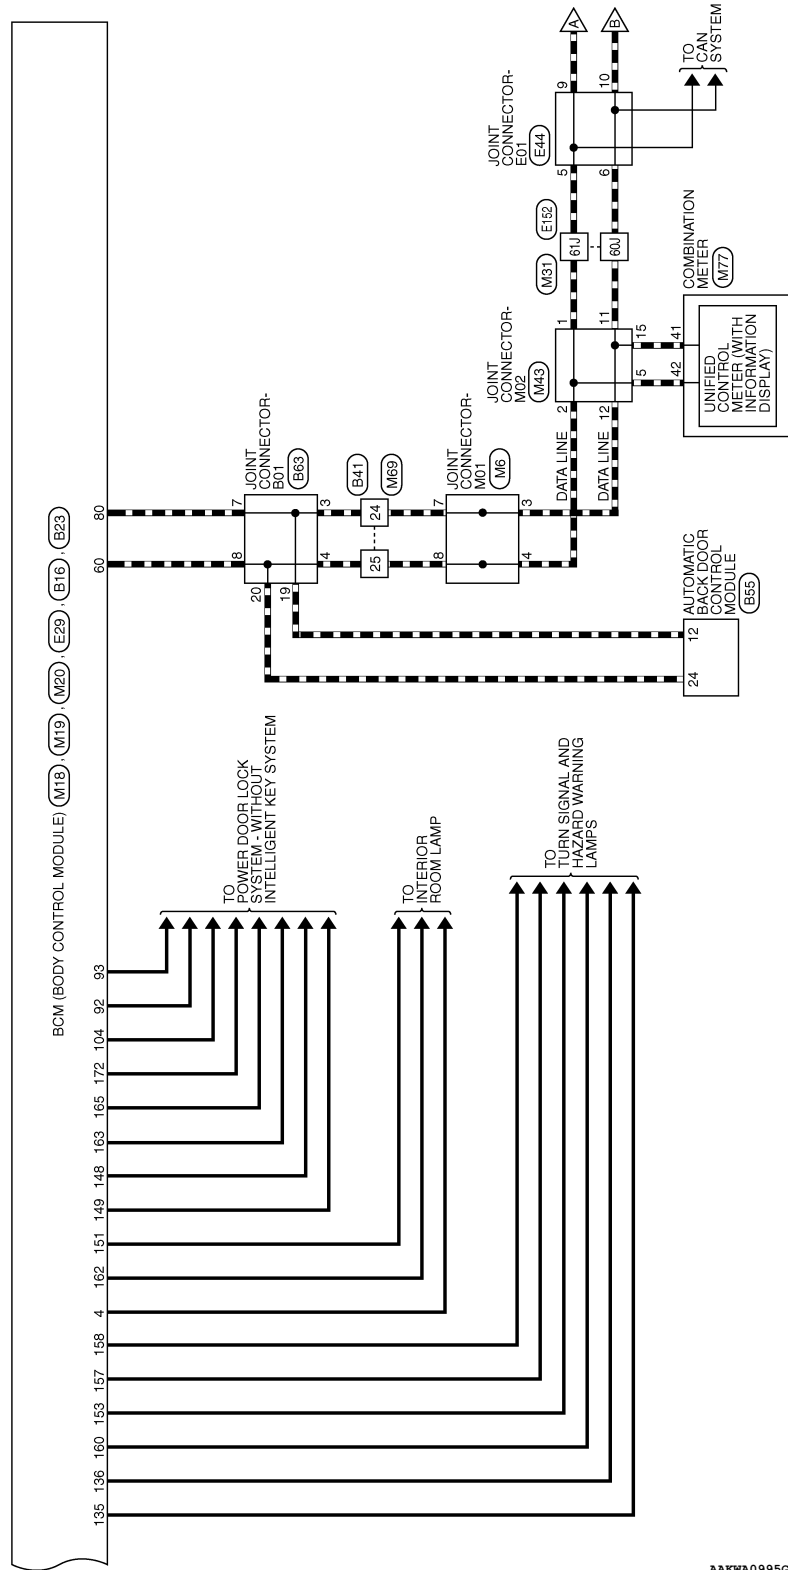 BCM (BODY CONTROL MODULE) M18 , M19 , M20 , E29 , B16 , B23
135
136
160
153
157
158
4
162
151
149
148
163
165
172
104
92
93
60
80
TO
POWER DOOR LOCK
SYSTEM - WITHOUT
INTELLIGENT KEY SYSTEM
TO
INTERIOR
ROOM LAMP
TO
TURN SIGNAL AND
HAZARD WARNING
LAMPS
8
7
JOINT
CONNECTOR-
B01
B63
20
19
4
3
25
24
B41
M69
8
7
JOINT
CONNECTOR-
M01
M6
4
3
24
12
AUTOMATIC
BACK DOOR
CONTROL
MODULE
B55
DATA LINE
DATA LINE
2
12
JOINT
CONNECTOR-
M02
M43
1
11
5
15
42
41
COMBINATION
METER
M77
UNIFIED
CONTROL
METER (WITH
INFORMATION
DISPLAY)
M31
E152
61J
60J
5
6
JOINT
CONNECTOR-
E01
E44
9
10
A
B
TO
CAN
SYSTEM
AAKWA0995G